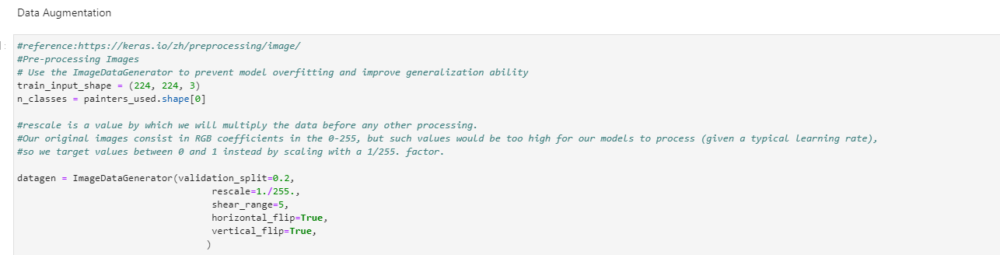 Data Augmentation
#reference:https://keras.io/zh/preprocessing/image/
#Pre-processing Images
# Use the ImageDataGenerator to prevent model overfitting and improve generalization ability
train_input_shape = (224, 224, 3)
n_classes = painters_used.shape[0]
#rescale is a value by which we will multiply the data before any other processing.
#Our original images consist in RGB coefficients in the 0-255, but such values would be too high for our models to process (given a typical learning rate),
#so we target values between 0 and 1 instead by scaling with a 1/255. factor.
datagen = ImageDataGenerator(validation_split=0.2,
rescale=1./255.,
shear_range=5,
horizontal_flip=True,
vertical_flip=True,
)